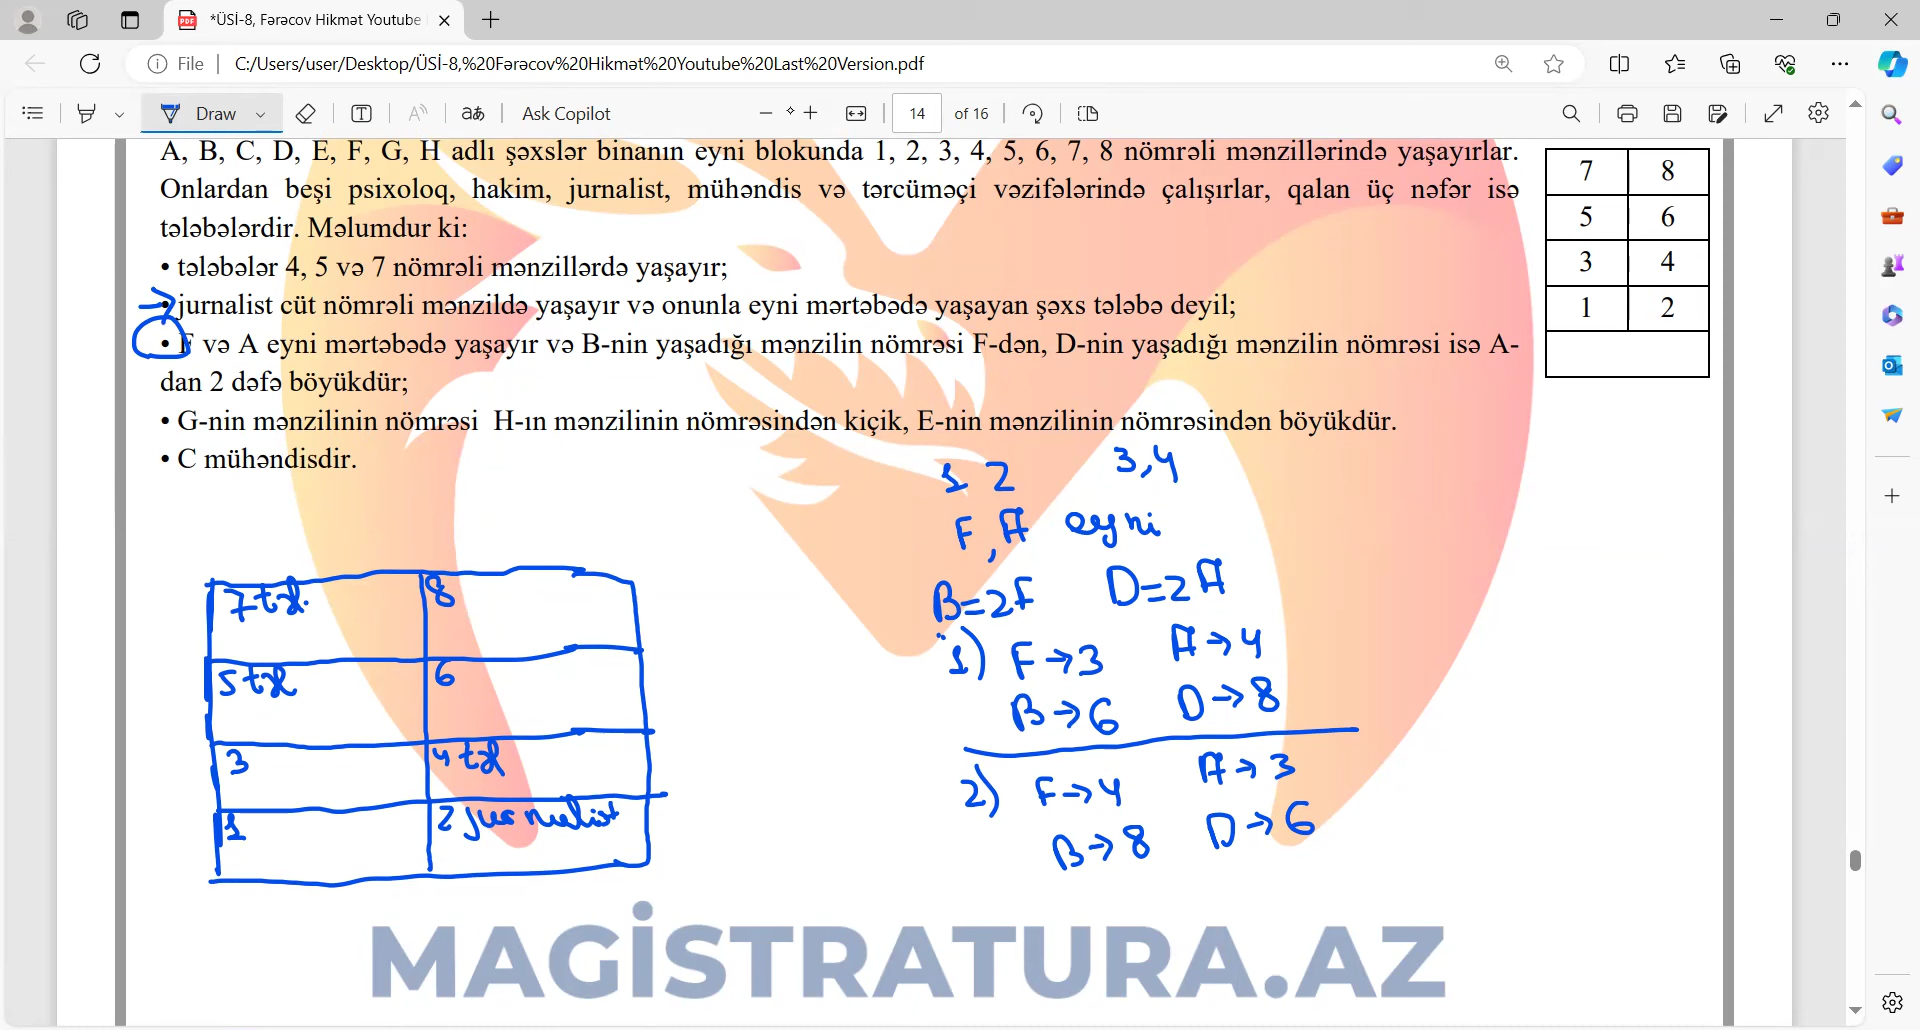 *ÜSİ-8, Fərəcov Hikmət Youtube
File C:/Users/user/Desktop/ÜSİ-8,%20Fərəcov%20Hikmət%20Youtube%20Last%20Version.pdf
Draw Ask Copilot 14 of 16
A, B, C, D, E, F, G, H adlı şəxslər binanın eyni blokunda 1, 2, 3, 4, 5, 6, 7, 8 nömrəli mənzillərində yaşayırlar.
Onlardan beşi psixoloq, hakim, jurnalist, mühəndis və tərcüməçi vəzifələrində çalışırlar, qalan üç nəfər isə
tələbələrdir. Məlumdur ki:
• tələbələr 4, 5 və 7 nömrəli mənzillərdə yaşayır;
• jurnalist cüt nömrəli mənzildə yaşayır və onunla eyni mərtəbədə yaşayan şəxs tələbə deyil;
• F və A eyni mərtəbədə yaşayır və B-nin yaşadığı mənzilin nömrəsi F-dən, D-nin yaşadığı mənzilin nömrəsi isə A-
dan 2 dəfə böyükdür;
• G-nin mənzilinin nömrəsi H-ın mənzilinin nömrəsindən kiçik, E-nin mənzilinin nömrəsindən böyükdür.
• C mühəndisdir.
7 8
5 6
3 4
1 2
1 2 3,4
F, A eyni
B=2F D=2A
1) F→3 A→4
B→6 D→8
2) F→4 A→3
B→8 D→6
7 təl. 8
5 təl 6
3 4 təl
1 2 jurnalist
MAGİSTRATURA.AZ